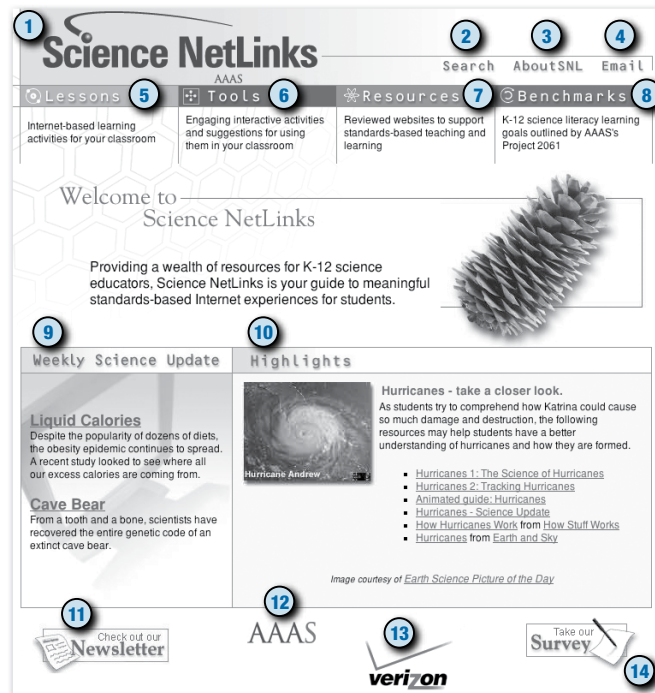 1
Science NetLinks
AAAS
2 3 4
Search AboutSNL Email
Lessons 5 Tools 6 Resources 7 Benchmarks 8
Internet-based learning
activities for your classroom
Engaging interactive activities
and suggestions for using
them in your classroom
Reviewed websites to support
standards-based teaching and
learning
K-12 science literacy learning
goals outlined by AAAS's
Project 2061
Welcome to
Science NetLinks
Providing a wealth of resources for K-12 science
educators, Science NetLinks is your guide to meaningful
standards-based Internet experiences for students.
9
Weekly Science Update
Liquid Calories
Despite the popularity of dozens of diets,
the obesity epidemic continues to spread.
A recent study looked to see where all
our excess calories are coming from.
Cave Bear
From a tooth and a bone, scientists have
recovered the entire genetic code of an
extinct cave bear.
10
Highlights
Hurricane Andrew
Hurricanes - take a closer look.
As students try to comprehend how Katrina could cause
so much damage and destruction, the following
resources may help students have a better
understanding of hurricanes and how they are formed.
Hurricanes 1: The Science of Hurricanes
Hurricanes 2: Tracking Hurricanes
Animated guide: Hurricanes
Hurricanes - Science Update
How Hurricanes Work from How Stuff Works
Hurricanes from Earth and Sky
Image courtesy of Earth Science Picture of the Day
11
Check out our
Newsletter
12
AAAS
13
verizon
Take our
Survey
14